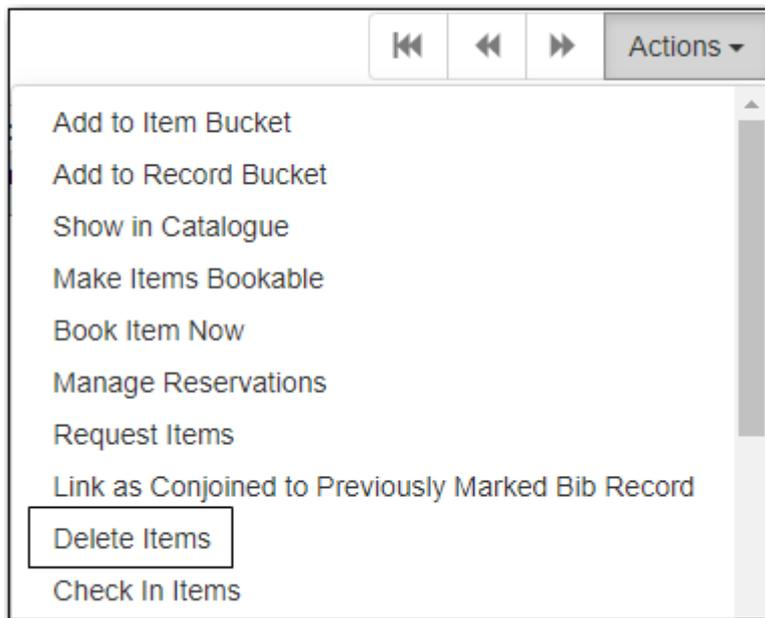 Actions
Add to Item Bucket
Add to Record Bucket
Show in Catalogue
Make Items Bookable
Book Item Now
Manage Reservations
Request Items
Link as Conjoined to Previously Marked Bib Record
Delete Items
Check In Items